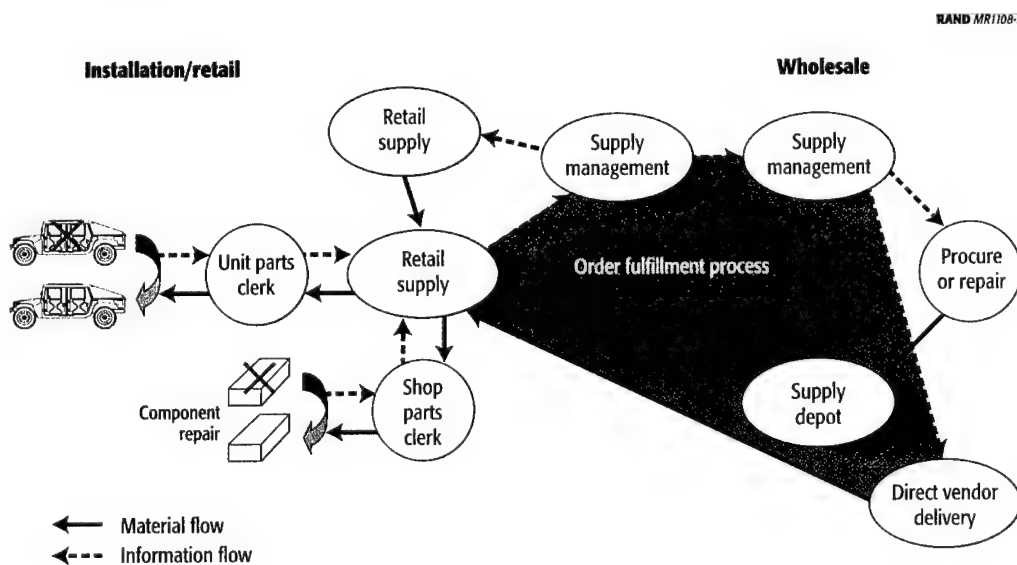 RAND MR1108-
Installation/retail
Wholesale
Retail
supply
Supply
management
Supply
management
Unit parts
clerk
Retail
supply
Order fulfillment process
Procure
or repair
Component
repair
Shop
parts
clerk
Supply
depot
Direct vendor
delivery
Material flow
Information flow